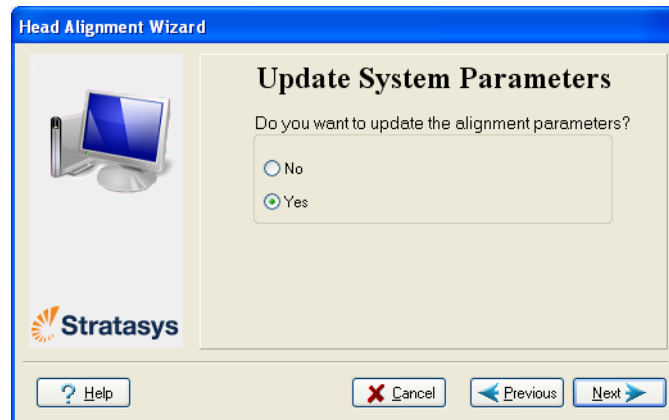 Head Alignment Wizard
Update System Parameters
Do you want to update the alignment parameters?
No
Yes
Stratasys
? Help
Cancel
Previous
Next